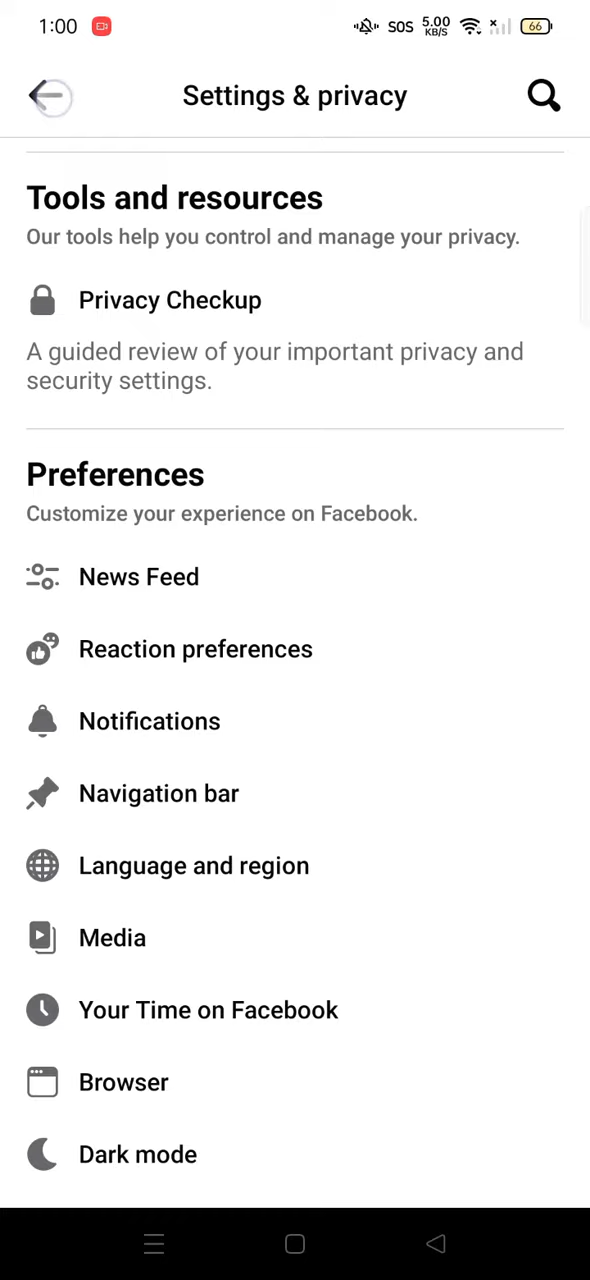 1:00 SOS 5.00 KB/S 66
Settings & privacy
Tools and resources
Our tools help you control and manage your privacy.
Privacy Checkup
A guided review of your important privacy and
security settings.
Preferences
Customize your experience on Facebook.
News Feed
Reaction preferences
Notifications
Navigation bar
Language and region
Media
Your Time on Facebook
Browser
Dark mode